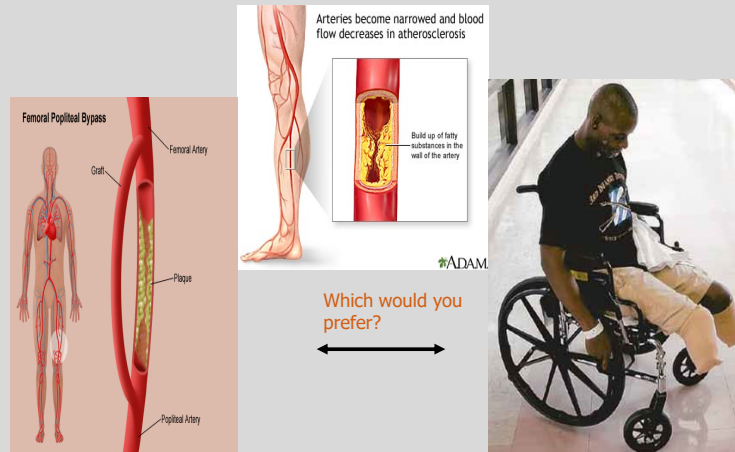 Arteries become narrowed and blood
flow decreases in atherosclerosis
Build up of fatty
substances in the
wall of the artery
ADAM
Femoral Popliteal Bypass
Femoral Artery
Graft
Plaque
Popliteal Artery
Which would you
prefer?